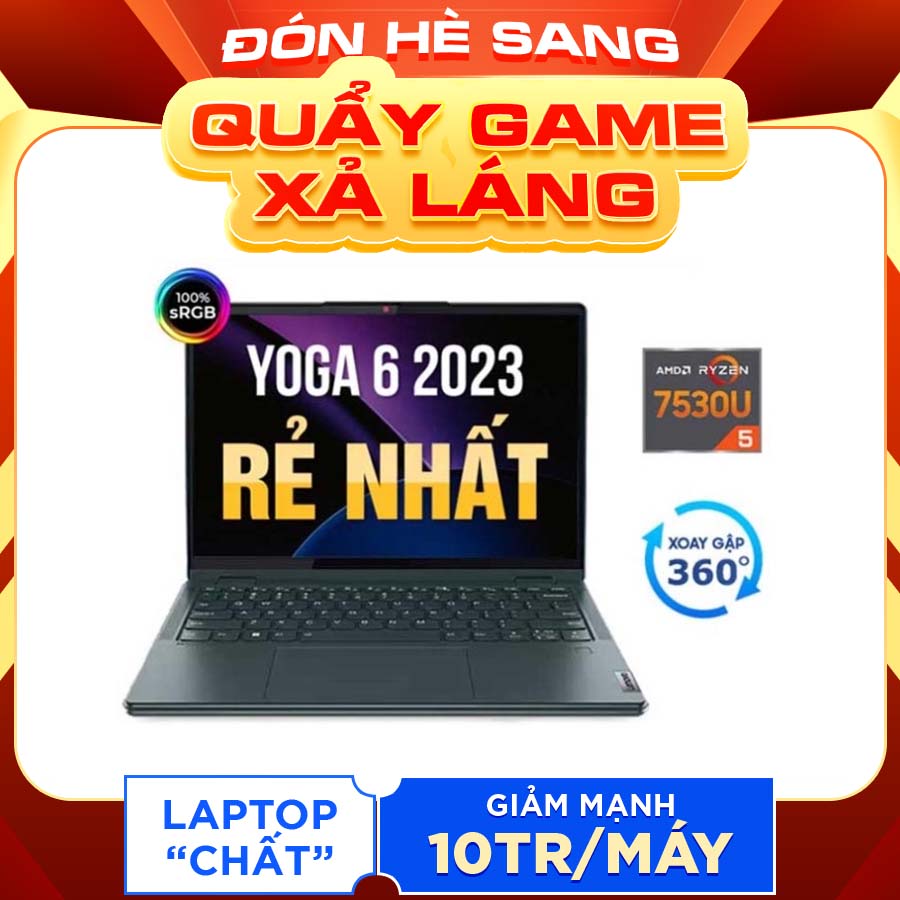 ĐÓN HÈ SANG
QUẨY GAME
XẢ LÁNG
100%
sRGB
YOGA 6 2023
RẺ NHẤT
AMD RYZEN
7530U
5
XOAY GẬP
360°
Lenovo
LAPTOP
“CHẤT”
GIẢM MẠNH
10TR/MÁY